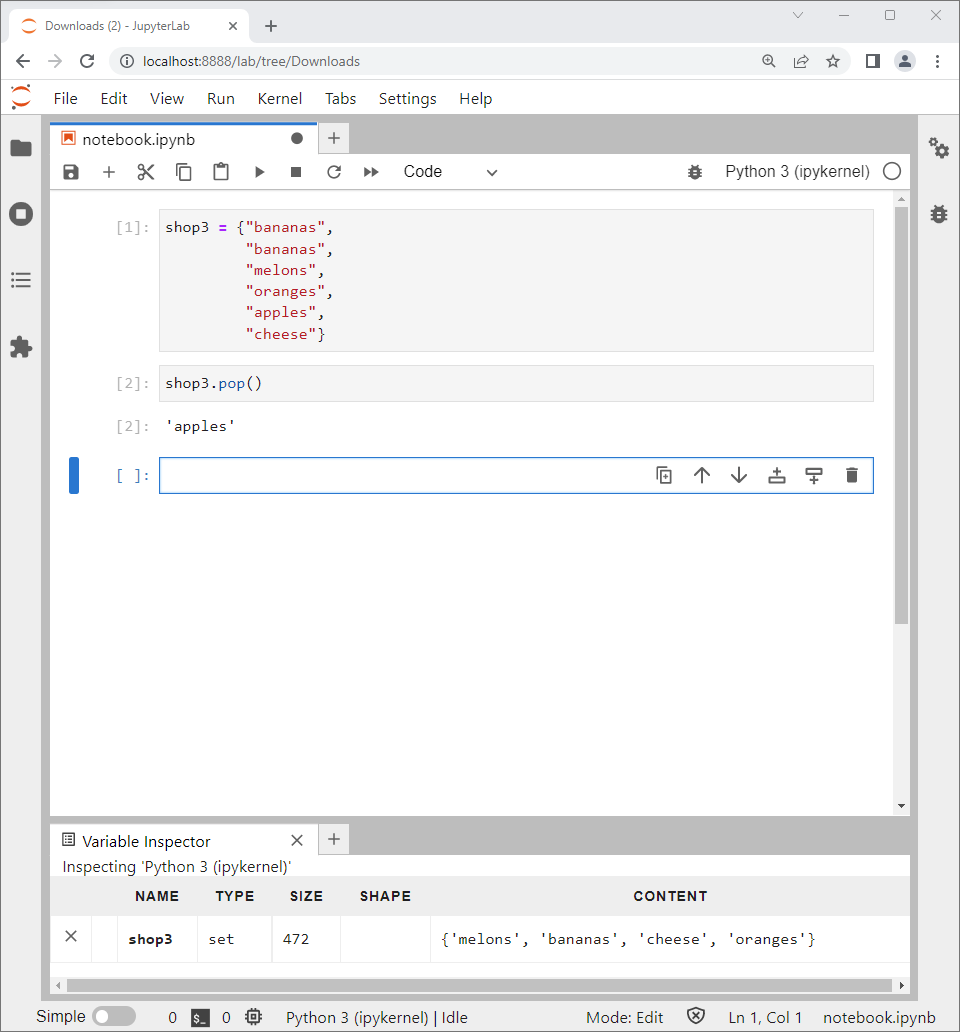 Downloads (2) - JupyterLab
localhost:8888/lab/tree/Downloads
File Edit View Run Kernel Tabs Settings Help
notebook.ipynb
Code Python 3 (ipykernel)
[1]: shop3 = {"bananas",
"bananas",
"melons",
"oranges",
"apples",
"cheese"}
[2]: shop3.pop()
[2]: 'apples'
[ ]:
Variable Inspector
Inspecting 'Python 3 (ipykernel)'
NAME TYPE SIZE SHAPE CONTENT
shop3 set 472 {'melons', 'bananas', 'cheese', 'oranges'}
Simple 0 $_ 0 Python 3 (ipykernel) | Idle Mode: Edit Ln 1, Col 1 notebook.ipynb